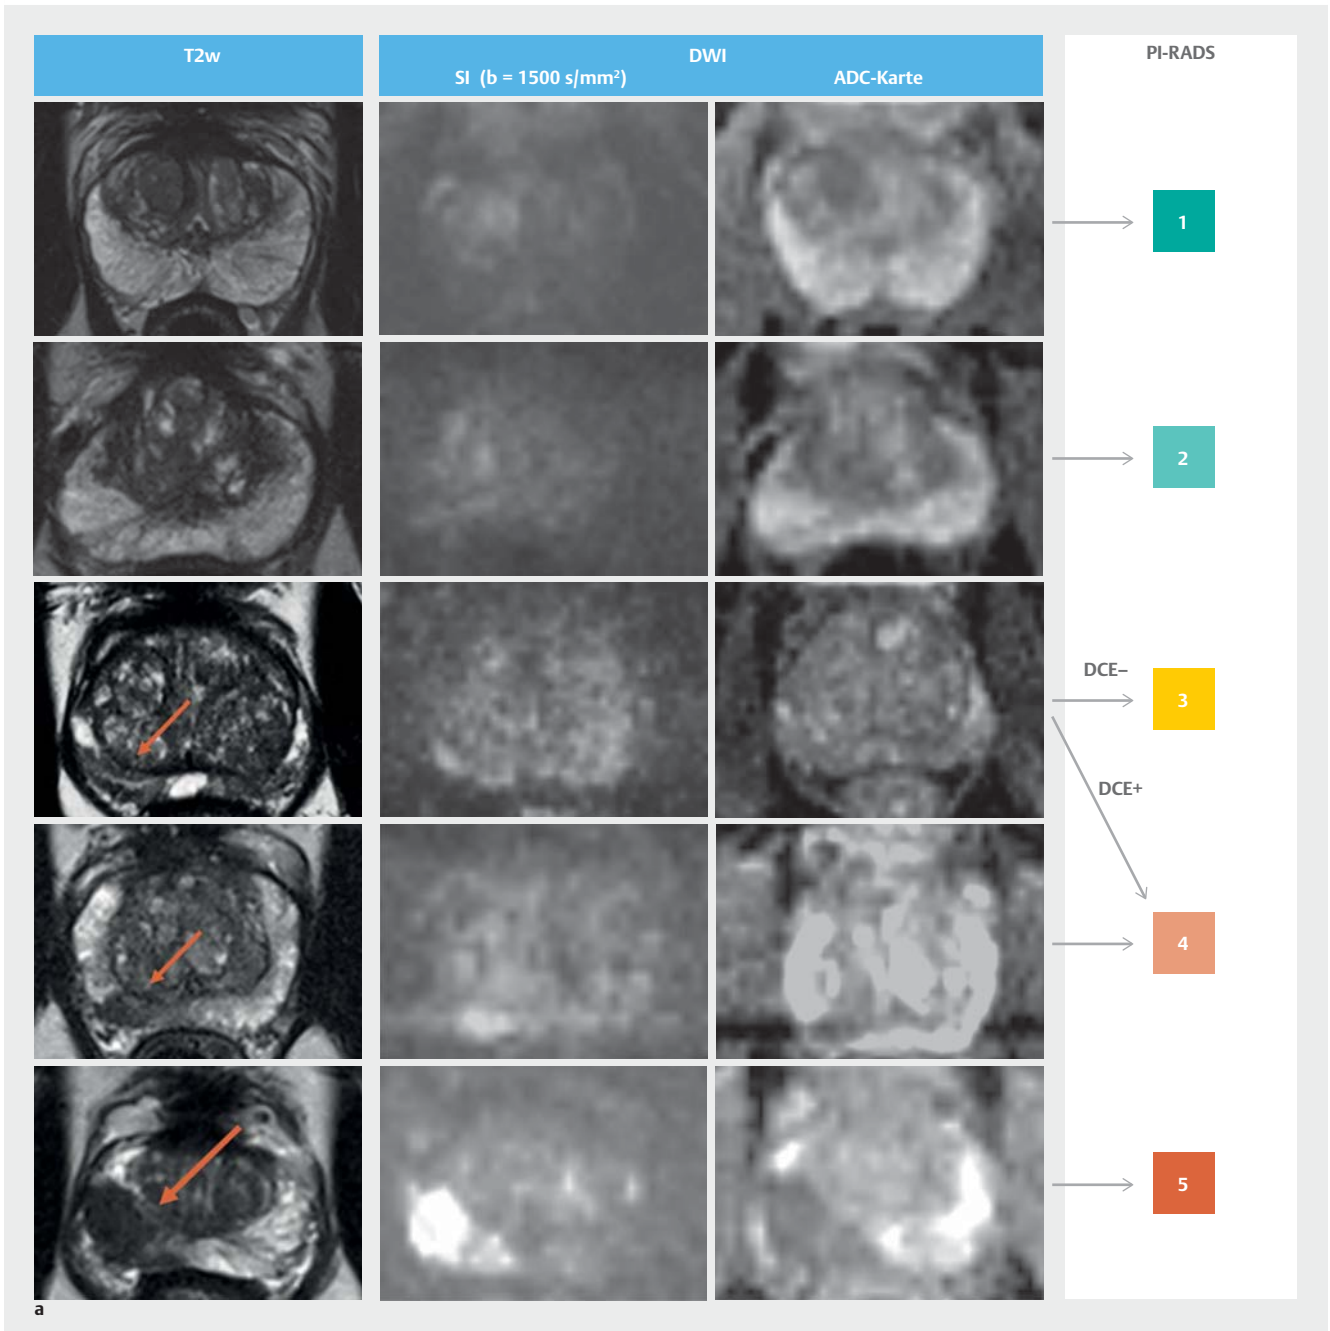 T2w
DWI
SI (b = 1500 s/mm²)
ADC-Karte
PI-RADS
1
2
DCE–
3
DCE+
4
5
a